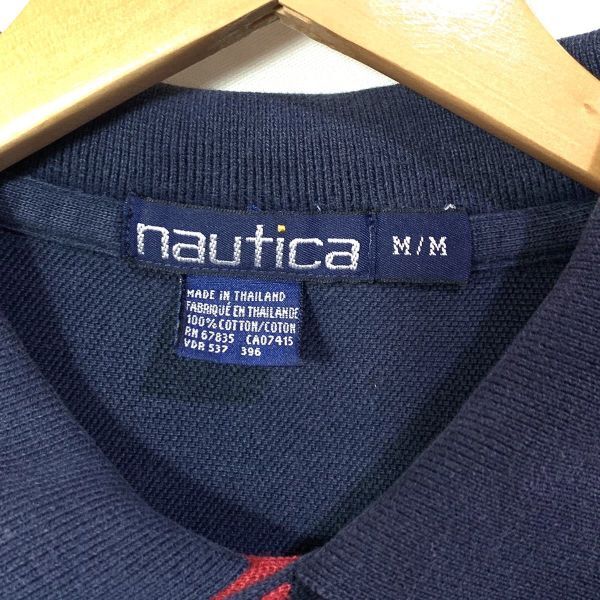 nautica
M/M
MADE IN THAILAND
FABRIQUÉ EN THAILANDE
100% COTTON/COTON
RN 67835 CA07415
VDR 537 396